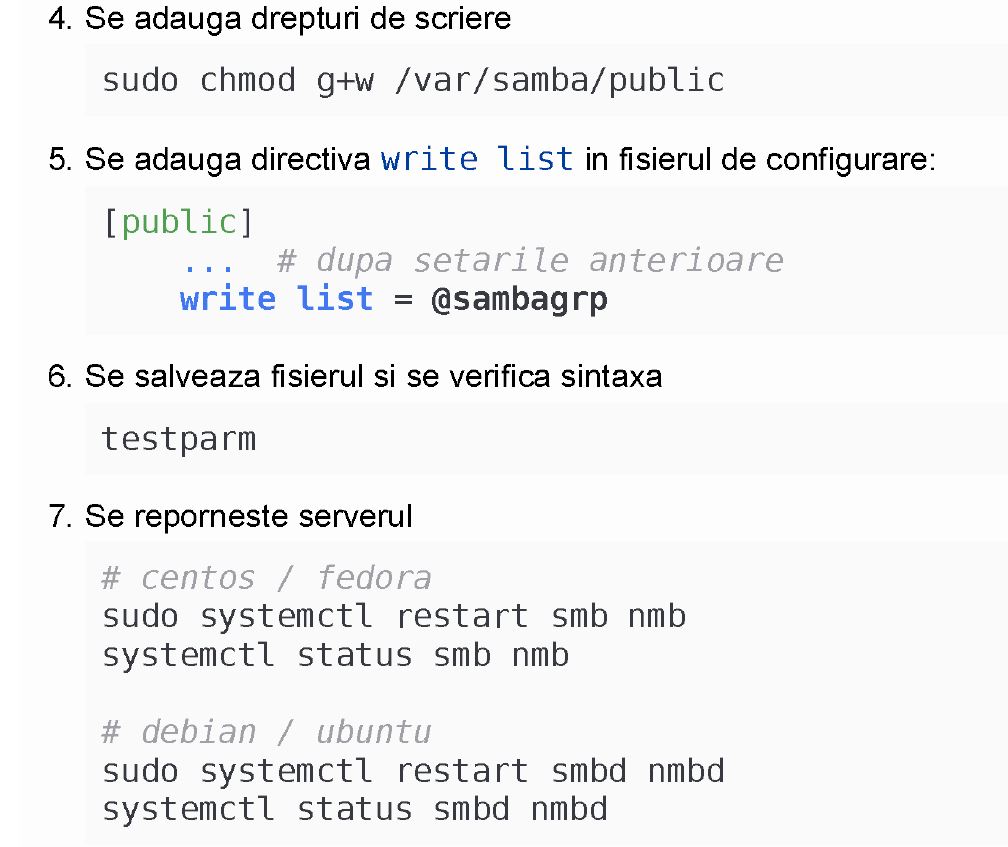 4. Se adauga drepturi de scriere
sudo chmod g+w /var/samba/public
5. Se adauga directiva write list in fisierul de configurare:
[public]
... # dupa setarile anterioare
write list = @sambagrp
6. Se salveaza fisierul si se verifica sintaxa
testparm
7. Se reporneste serverul
# centos / fedora
sudo systemctl restart smb nmb
systemctl status smb nmb
# debian / ubuntu
sudo systemctl restart smbd nmbd
systemctl status smbd nmbd